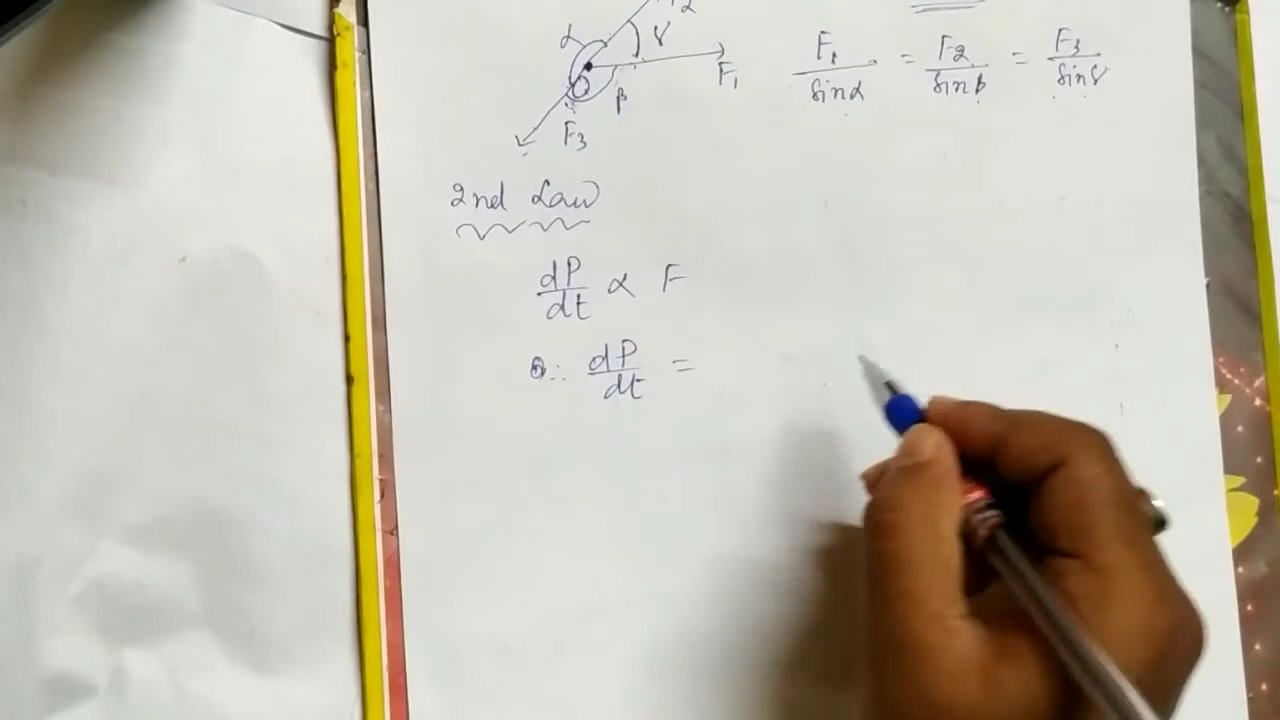 α γ F₁ β F₃
F₁/sinα = F₂/sinβ = F₃/sinγ
2nd Law
dP/dt ∝ F
∴ dP/dt =